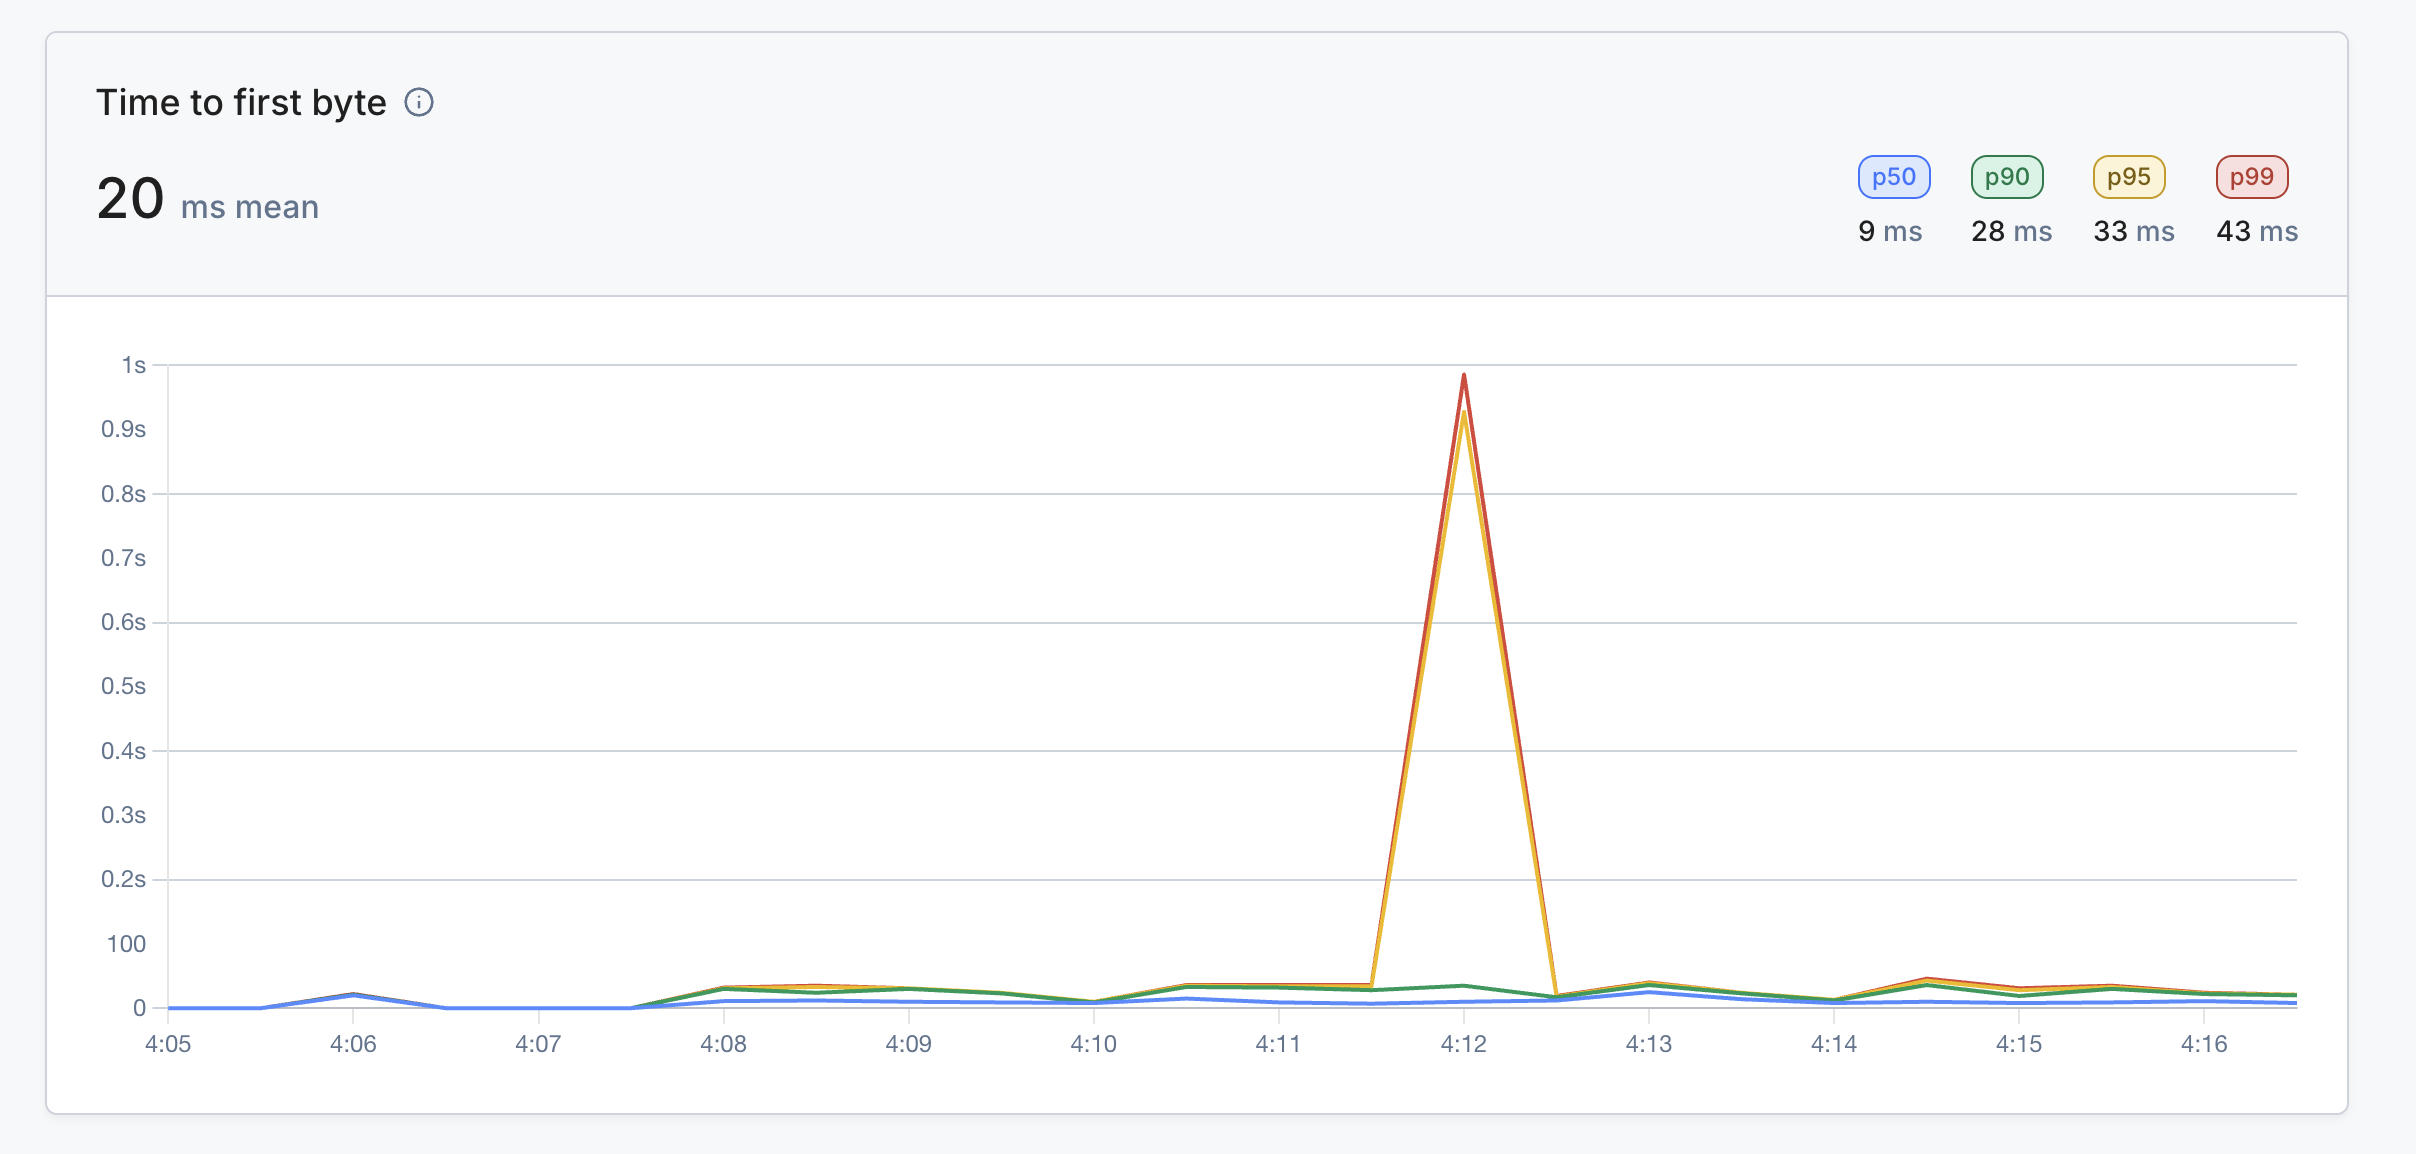 Time to first byte
20 ms mean
p50 p90 p95 p99
9 ms 28 ms 33 ms 43 ms
1s
0.9s
0.8s
0.7s
0.6s
0.5s
0.4s
0.3s
0.2s
100
0
4:05 4:06 4:07 4:08 4:09 4:10 4:11 4:12 4:13 4:14 4:15 4:16